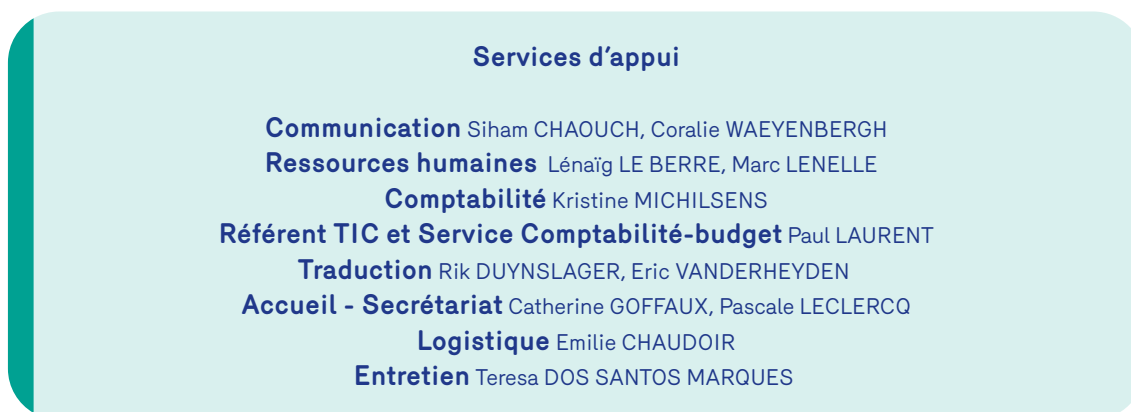 Services d’appui
Communication Siham CHAOUCH, Coralie WAEYENBERGH
Ressources humaines Lénaïg LE BERRE, Marc LENELLE
Comptabilité Kristine MICHILSENS
Référent TIC et Service Comptabilité-budget Paul LAURENT
Traduction Rik DUYNSLAGER, Eric VANDERHEYDEN
Accueil - Secrétariat Catherine GOFFAUX, Pascale LECLERCQ
Logistique Emilie CHAUDOIR
Entretien Teresa DOS SANTOS MARQUES